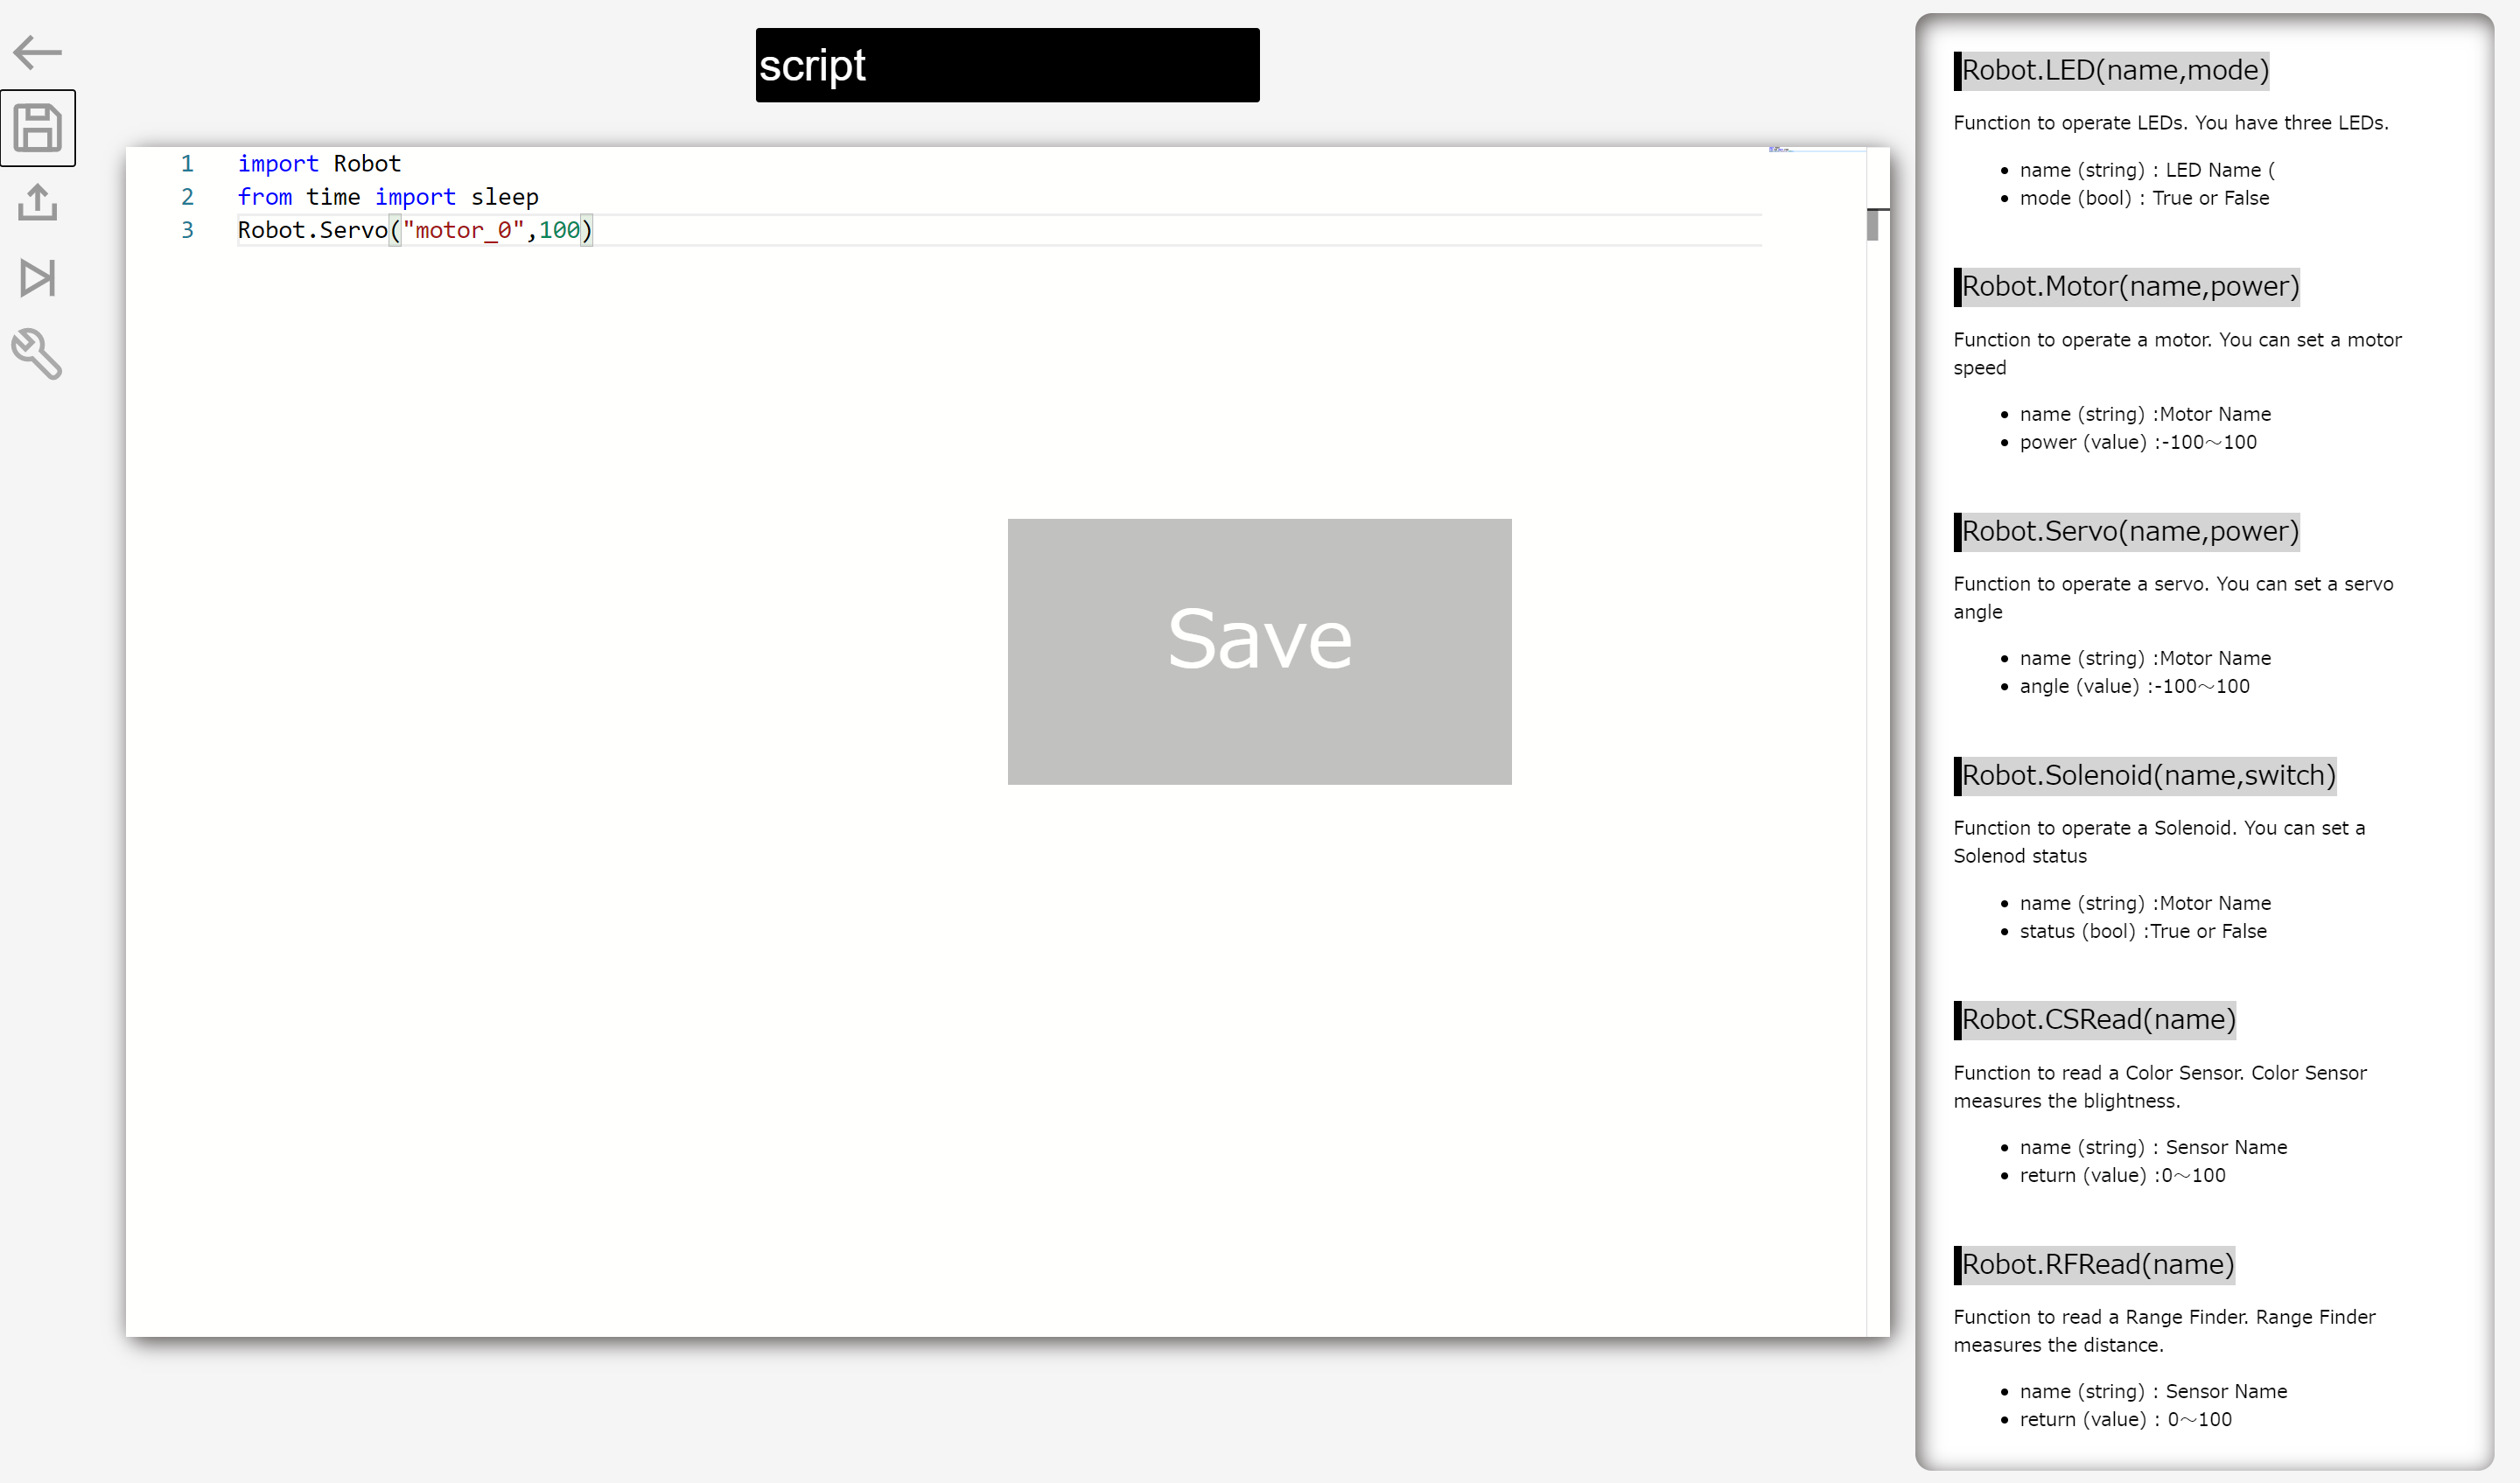 script
1 import Robot
2 from time import sleep
3 Robot.Servo("motor_0",100)
Save
Robot.LED(name,mode)
Function to operate LEDs. You have three LEDs.
• name (string) : LED Name (
• mode (bool) : True or False
Robot.Motor(name,power)
Function to operate a motor. You can set a motor
speed
• name (string) :Motor Name
• power (value) :-100～100
Robot.Servo(name,power)
Function to operate a servo. You can set a servo
angle
• name (string) :Motor Name
• angle (value) :-100～100
Robot.Solenoid(name,switch)
Function to operate a Solenoid. You can set a
Solenod status
• name (string) :Motor Name
• status (bool) :True or False
Robot.CSRead(name)
Function to read a Color Sensor. Color Sensor
measures the blightness.
• name (string) : Sensor Name
• return (value) :0～100
Robot.RFRead(name)
Function to read a Range Finder. Range Finder
measures the distance.
• name (string) : Sensor Name
• return (value) : 0～100